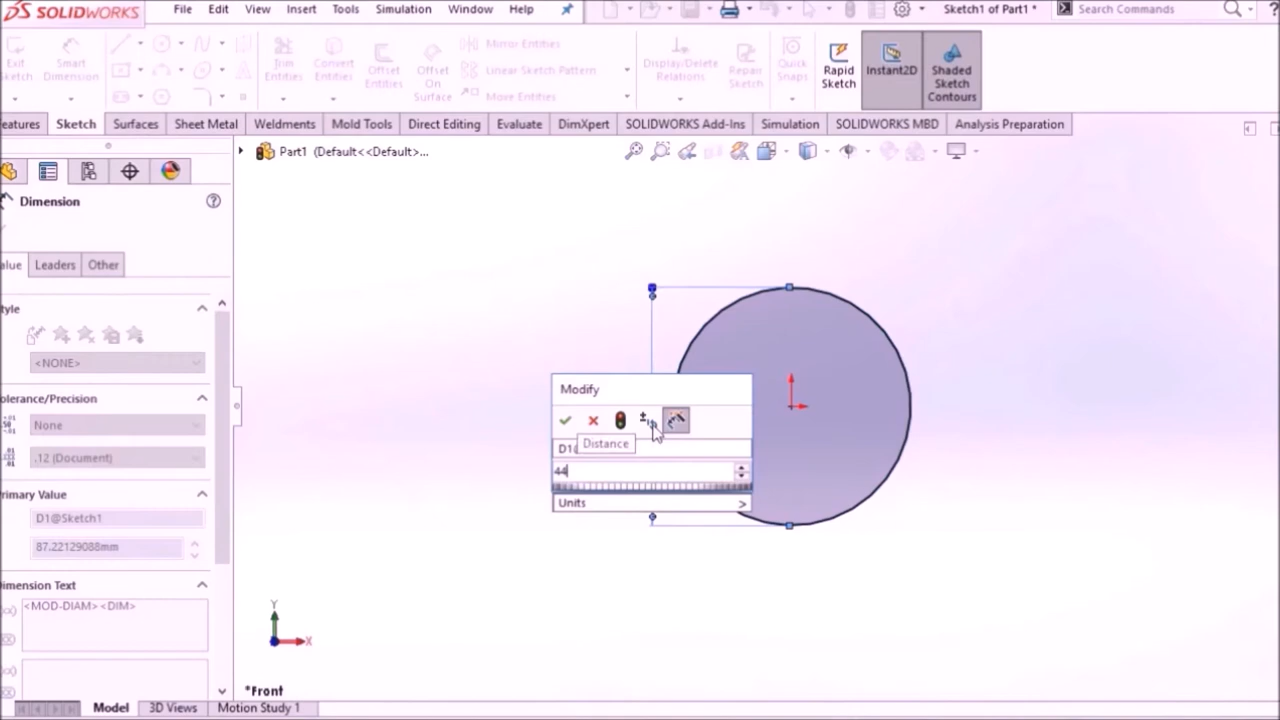 SOLIDWORKS File Edit View Insert Tools Simulation Window Help Sketch1 of Part1 * Search Commands ?
Exit Sketch Smart Dimension Trim Entities Convert Entities Offset Entities Offset On Surface Mirror Entities Linear Sketch Pattern Move Entities Display/Delete Relations Repair Sketch Quick Snaps Rapid Sketch Instant2D Shaded Sketch Contours
eatures Sketch Surfaces Sheet Metal Weldments Mold Tools Direct Editing Evaluate DimXpert SOLIDWORKS Add-Ins Simulation SOLIDWORKS MBD Analysis Preparation
Part1 (Default<<Default>...
Dimension
alue Leaders Other
tyle
<NONE>
olerance/Precision
None
.12 (Document)
rimary Value
D1@Sketch1
87.22129088mm
imension Text
<MOD-DIAM><DIM>
Modify
Distance
44
Units >
Y
X
*Front
Model 3D Views Motion Study 1